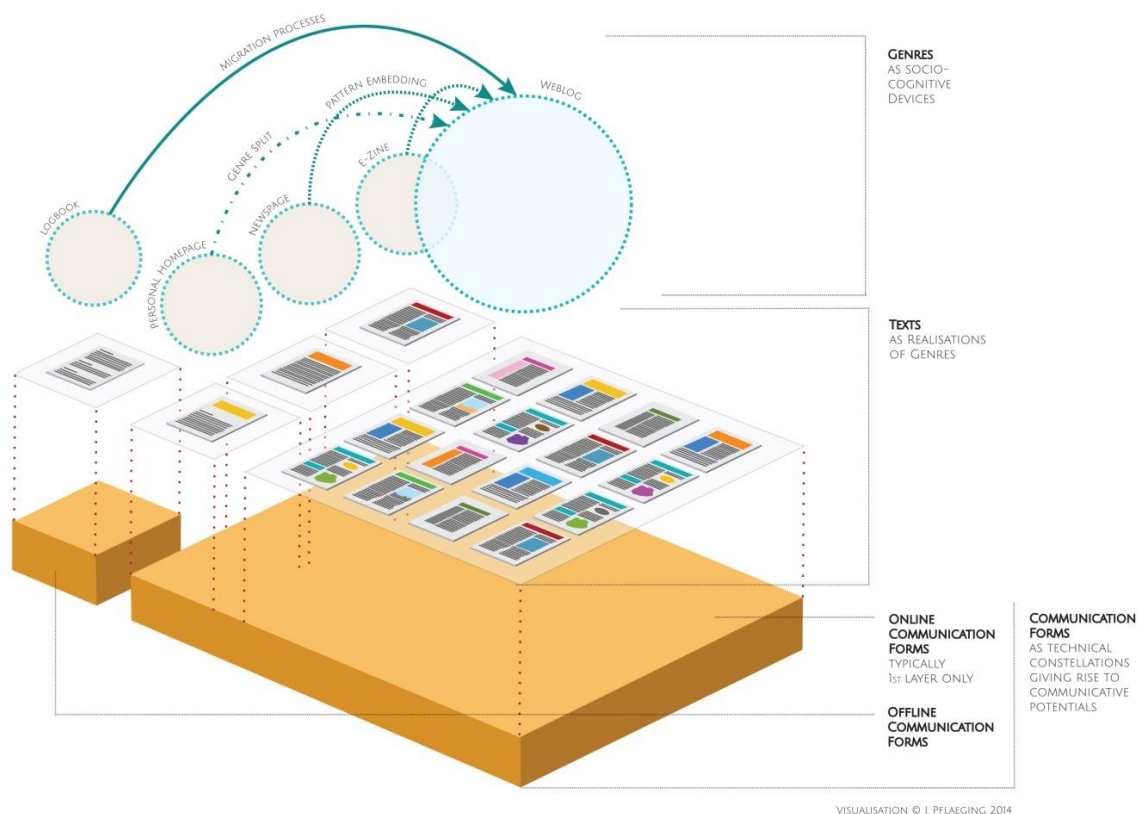 Migration Processes
Pattern Embedding
Weblog
Genre Split
E-Zine
Logbook
Newspage
Personal Homepage
Genres
as socio-
cognitive
Devices
Texts
as Realisations
of Genres
Online
Communication
Forms
typically
1st layer only
Offline
Communication
Forms
Communication
Forms
as technical
constellations
giving rise to
communicative
potentials
Visualisation © J. Pflaeging 2014